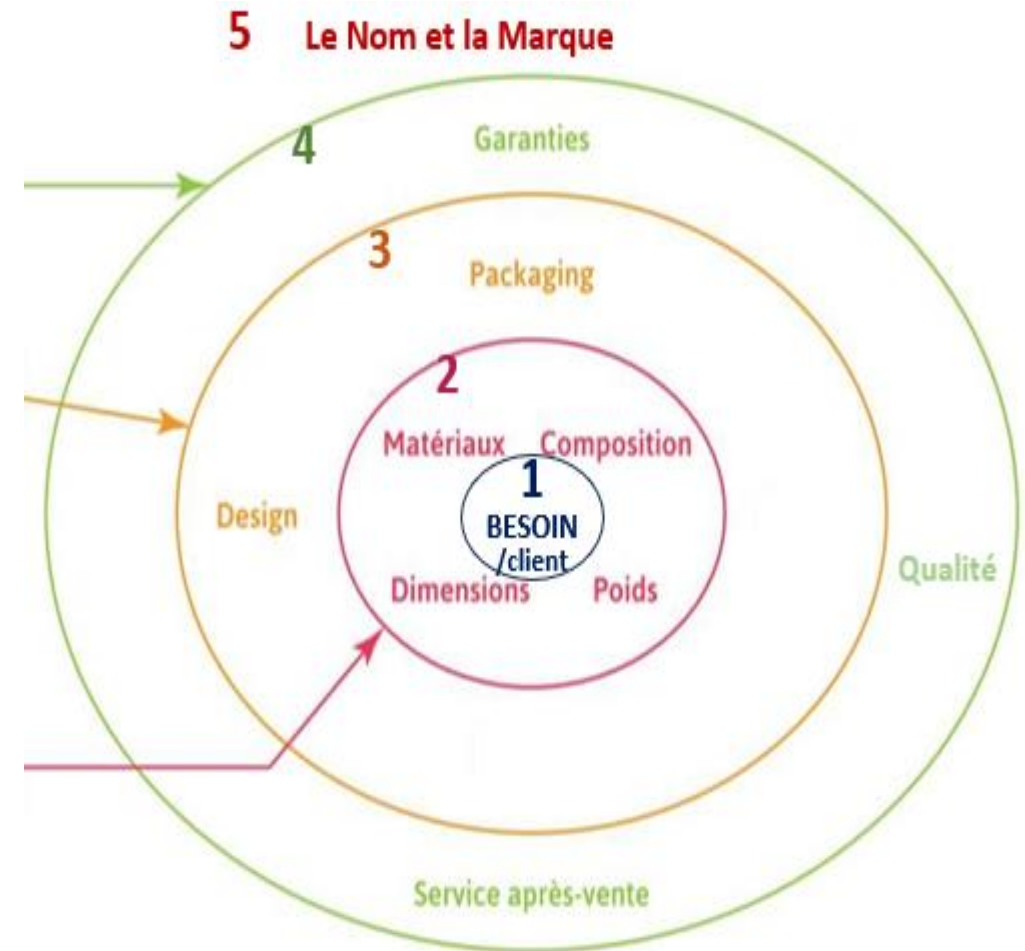 5 Le Nom et la Marque
4
Garanties
3
Packaging
2
Matériaux Composition
1
BESOIN
/client
Design
Dimensions Poids
Qualité
Service après-vente